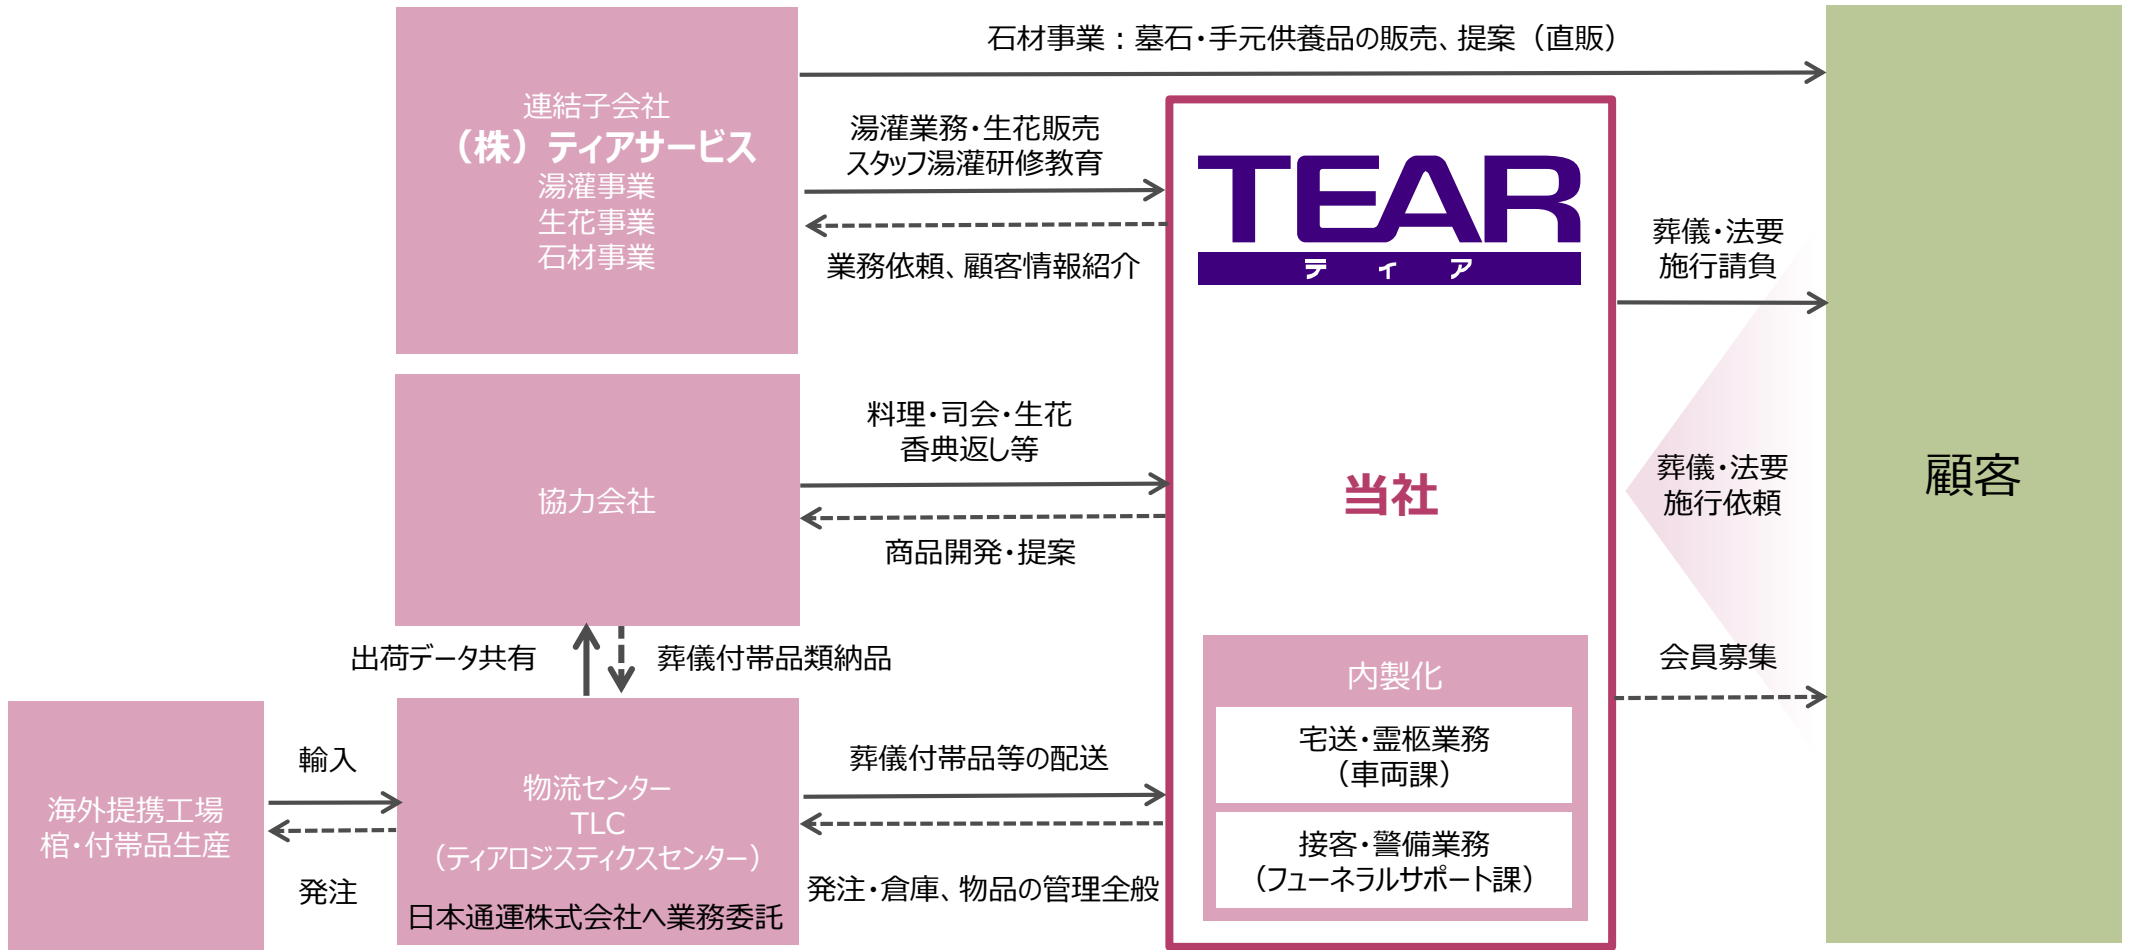 石材事業：墓石・手元供養品の販売、提案（直販）
連結子会社
（株）ティアサービス
湯灌事業
生花事業
石材事業
湯灌業務・生花販売
スタッフ湯灌研修教育
業務依頼、顧客情報紹介
TEAR
ティア
葬儀・法要
施行請負
協力会社
料理・司会・生花
香典返し等
商品開発・提案
当社
葬儀・法要
施行依頼
顧客
出荷データ共有
葬儀付帯品類納品
内製化
宅送・霊柩業務
（車両課）
接客・警備業務
（フューネラルサポート課）
会員募集
海外提携工場
棺・付帯品生産
輸入
発注
物流センター
TLC
（ティアロジスティクスセンター）
日本通運株式会社へ業務委託
葬儀付帯品等の配送
発注・倉庫、物品の管理全般